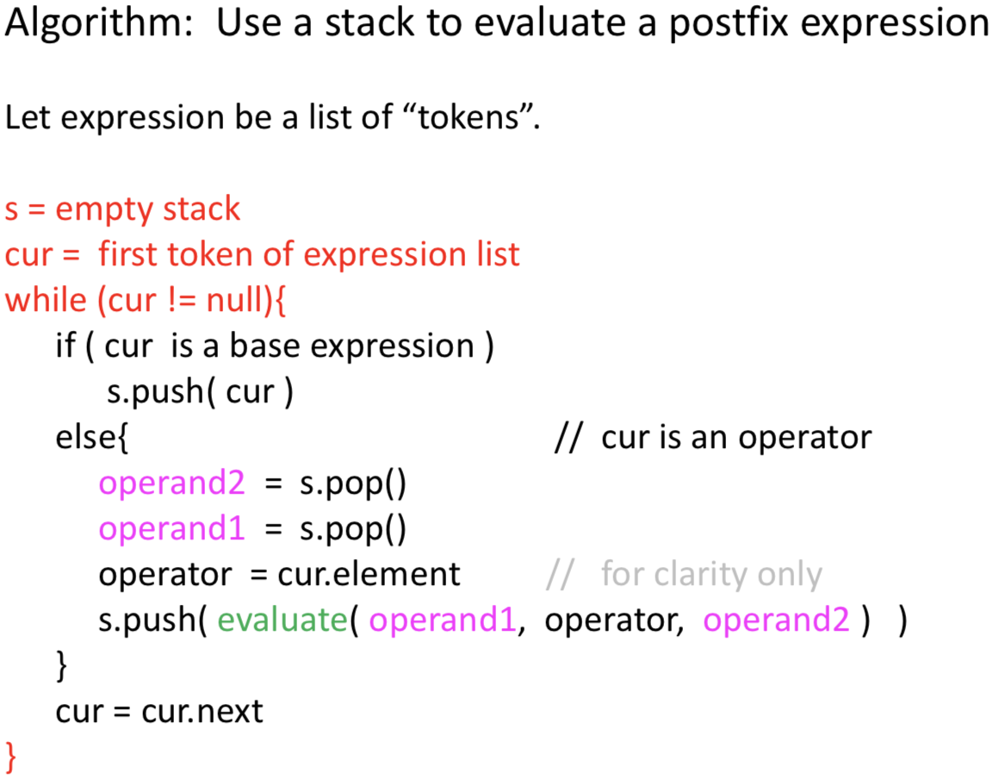 Algorithm: Use a stack to evaluate a postfix expression
Let expression be a list of “tokens”.
s = empty stack
cur = first token of expression list
while (cur != null){
if ( cur is a base expression )
s.push( cur )
else{ // cur is an operator
operand2 = s.pop()
operand1 = s.pop()
operator = cur.element // for clarity only
s.push( evaluate( operand1, operator, operand2 ) )
}
cur = cur.next
}